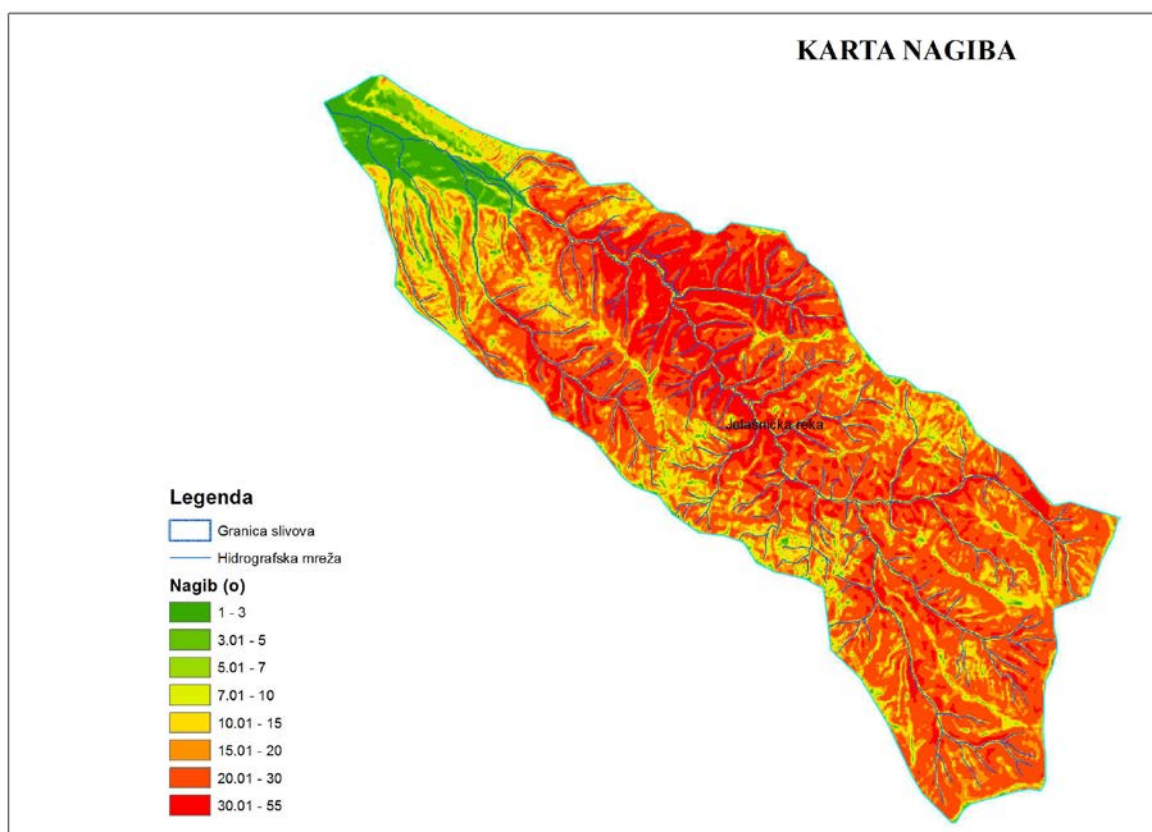 KARTA NAGIBA
Jelašnička reka
Legenda
Granica slivova
Hidrografska mreža
Nagib (o)
1 - 3
3.01 - 5
5.01 - 7
7.01 - 10
10.01 - 15
15.01 - 20
20.01 - 30
30.01 - 55